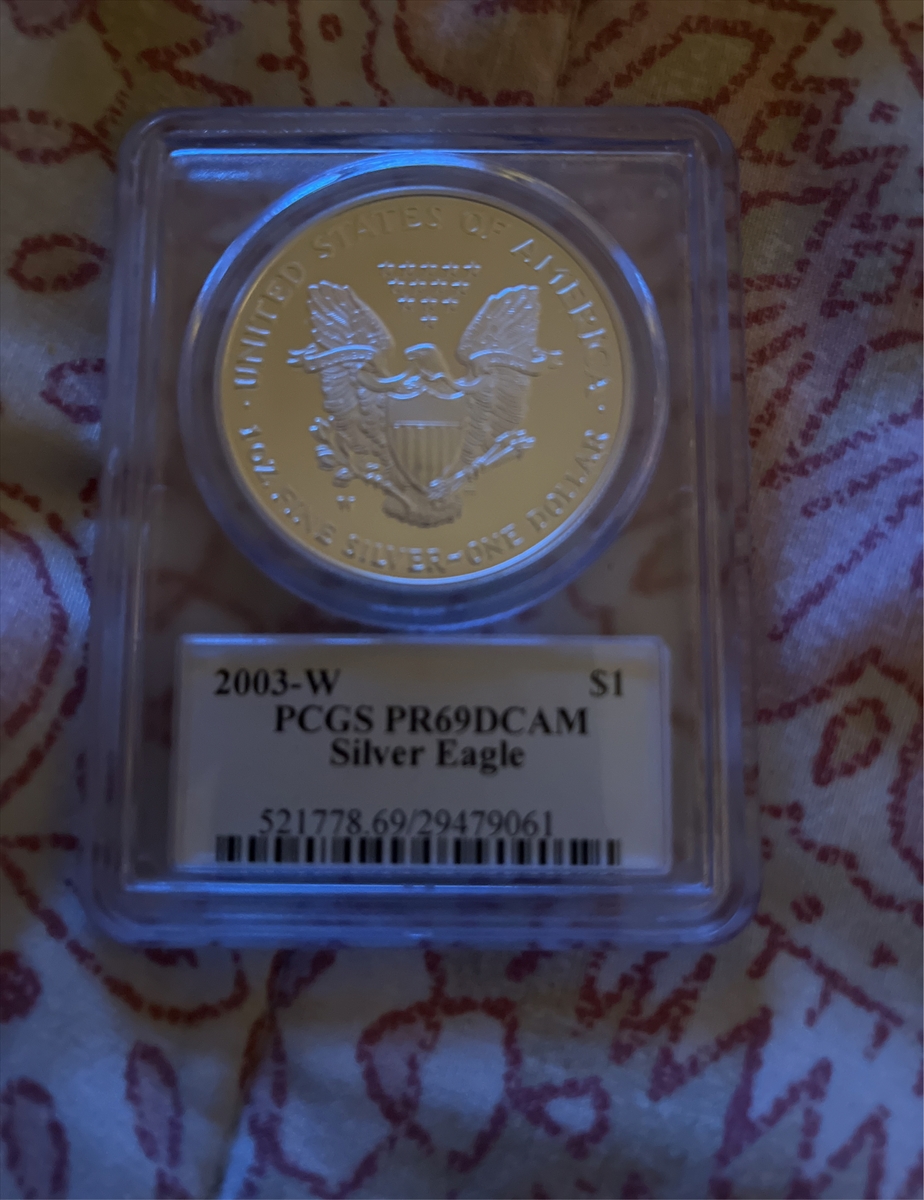 UNITED STATES OF AMERICA
1 OZ. FINE SILVER-ONE DOLLAR
2003-W $1
PCGS PR69DCAM
Silver Eagle
521778.69/29479061